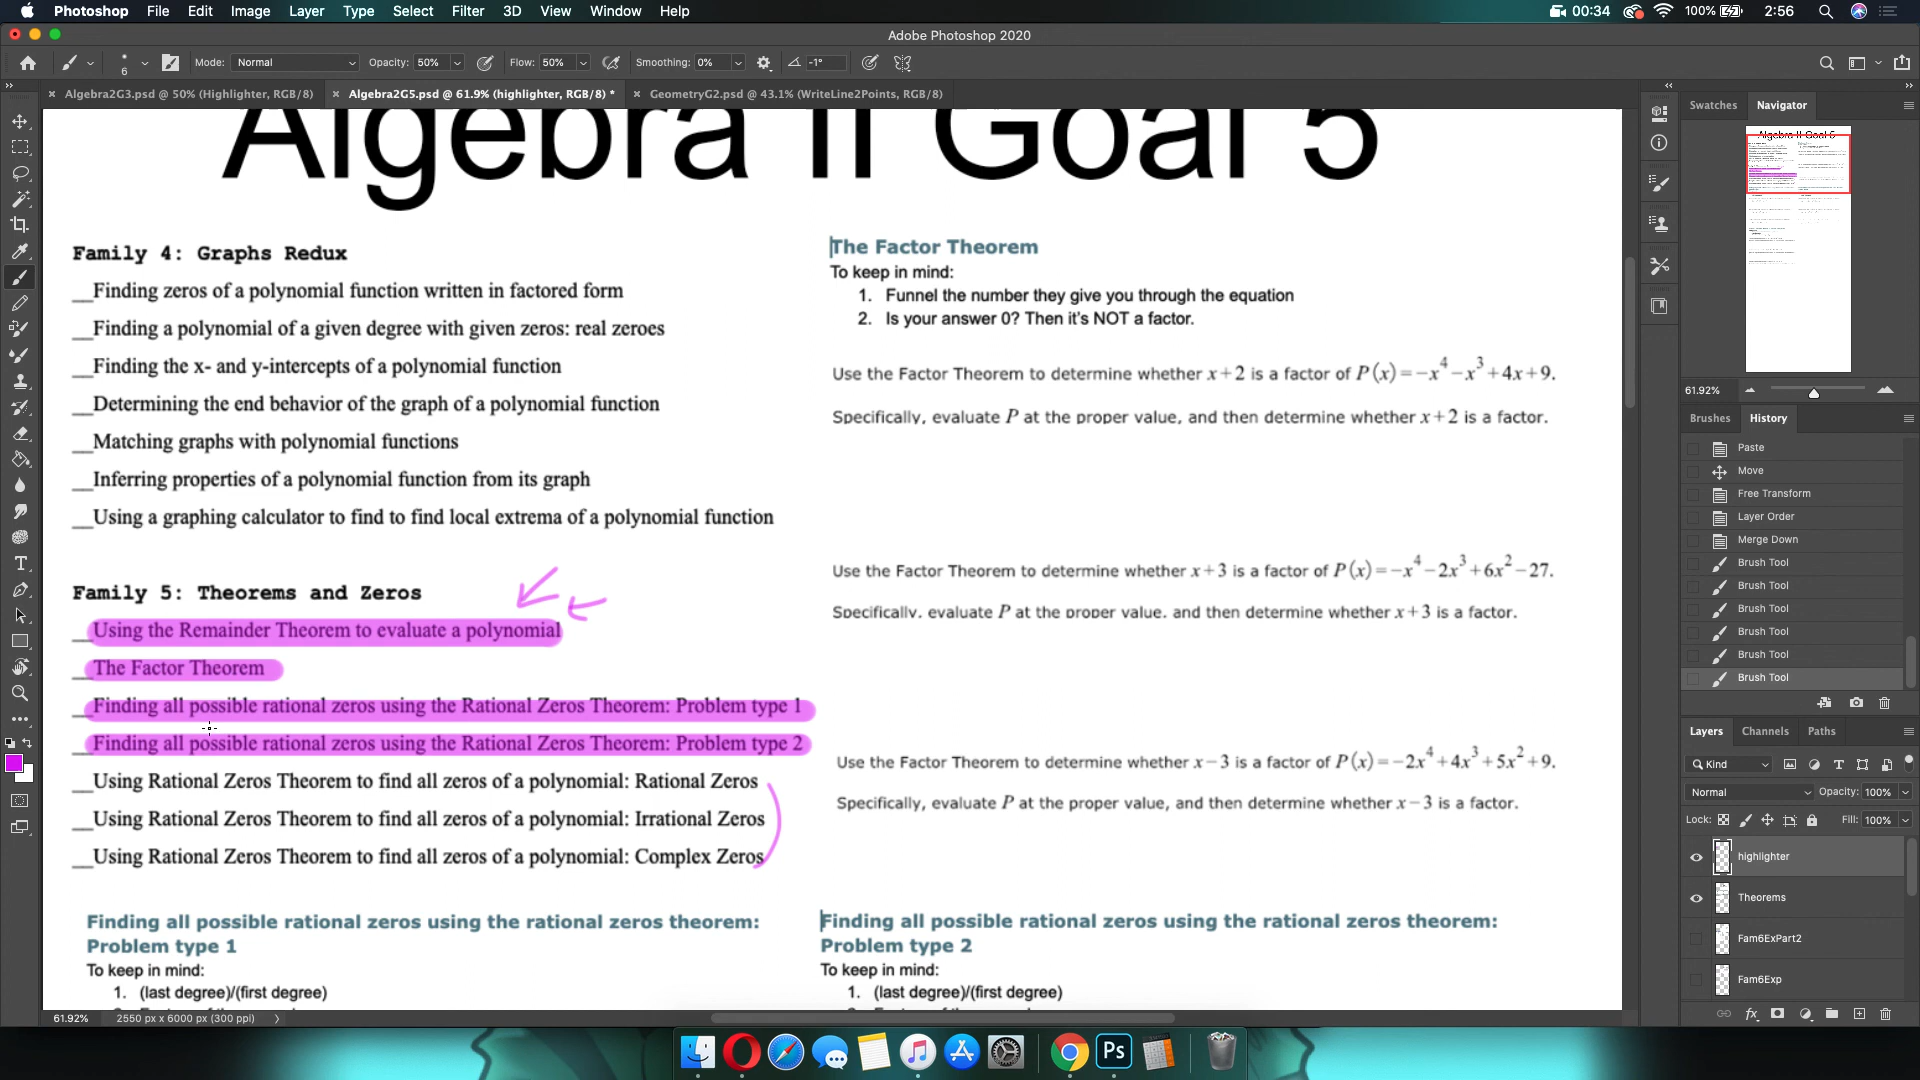 Photoshop File Edit Image Layer Type Select Filter 3D View Window Help 00:34 100% 2:56
Adobe Photoshop 2020
6 Mode: Normal Opacity: 50% Flow: 50% Smoothing: 0% -1°
Algebra2G3.psd @ 50% (Highlighter, RGB/8) Algebra2G5.psd @ 61.9% (highlighter, RGB/8) * GeometryG2 @ 43.1% (WriteLine2Points, RGB/8)
Algebra II Goal 5
Family 4: Graphs Redux
__Finding zeros of a polynomial function written in factored form
__Finding a polynomial of a given degree with given zeros: real zeroes
__Finding the x- and y-intercepts of a polynomial function
__Determining the end behavior of the graph of a polynomial function
__Matching graphs with polynomial functions
__Inferring properties of a polynomial function from its graph
__Using a graphing calculator to find to find local extrema of a polynomial function
Family 5: Theorems and Zeros
__Using the Remainder Theorem to evaluate a polynomial
__The Factor Theorem
__Finding all possible rational zeros using the Rational Zeros Theorem: Problem type 1
__Finding all possible rational zeros using the Rational Zeros Theorem: Problem type 2
__Using Rational Zeros Theorem to find all zeros of a polynomial: Rational Zeros
__Using Rational Zeros Theorem to find all zeros of a polynomial: Irrational Zeros
__Using Rational Zeros Theorem to find all zeros of a polynomial: Complex Zeros
The Factor Theorem
To keep in mind:
1. Funnel the number they give you through the equation
2. Is your answer 0? Then it's NOT a factor.
Use the Factor Theorem to determine whether x+2 is a factor of P(x)=−x⁴−x³+4x+9.
Specifically, evaluate P at the proper value, and then determine whether x+2 is a factor.
Use the Factor Theorem to determine whether x+3 is a factor of P(x)=−x⁴−2x³+6x²−27.
Specifically, evaluate P at the proper value, and then determine whether x+3 is a factor.
Use the Factor Theorem to determine whether x−3 is a factor of P(x)=−2x⁴+4x³+5x²+9.
Specifically, evaluate P at the proper value, and then determine whether x−3 is a factor.
Finding all possible rational zeros using the rational zeros theorem:
Problem type 1
To keep in mind:
1. (last degree)/(first degree)
Finding all possible rational zeros using the rational zeros theorem:
Problem type 2
To keep in mind:
1. (last degree)/(first degree)
61.92% 2550 px x 6000 px (300 ppi)
Swatches Navigator
Algebra II Goal 5
61.92%
Brushes History
Paste
Move
Free Transform
Layer Order
Merge Down
Brush Tool
Brush Tool
Brush Tool
Brush Tool
Brush Tool
Brush Tool
Layers Channels Paths
Kind
Normal Opacity: 100%
Lock: Fill: 100%
highlighter
Theorems
Fam6ExPart2
Fam6Exp
fx
Ps